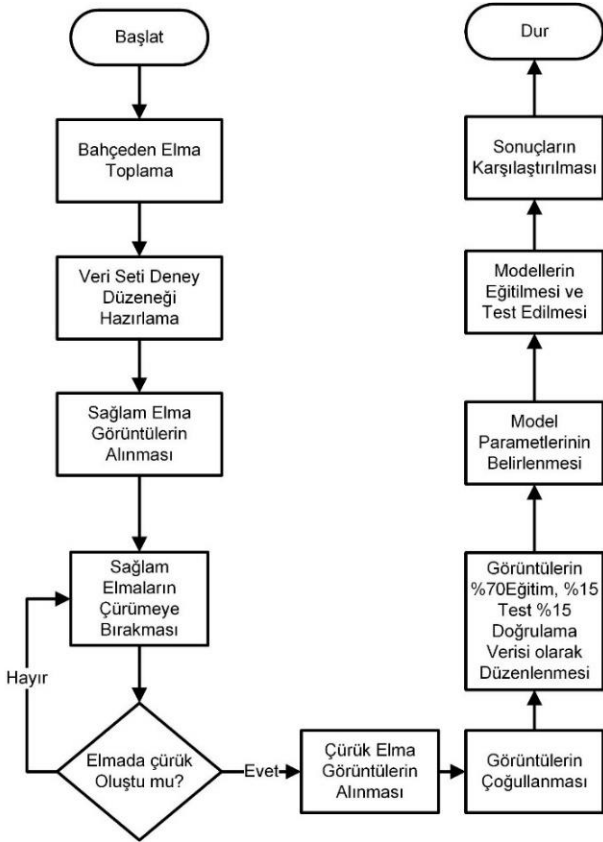 Başlat
Bahçeden Elma
Toplama
Veri Seti Deney
Düzeneği
Hazırlama
Sağlam Elma
Görüntülerin
Alınması
Sağlam
Elmaların
Çürümeye
Bırakması
Hayır
Elmada çürük
Oluştu mu?
Evet
Çürük Elma
Görüntülerin
Alınması
Görüntülerin
Çoğullanması
Görüntülerin
%70Eğitim, %15
Test %15
Doğrulama
Verisi olarak
Düzenlenmesi
Model
Parametlerinin
Belirlenmesi
Modellerin
Eğitilmesi ve
Test Edilmesi
Sonuçların
Karşılaştırılması
Dur